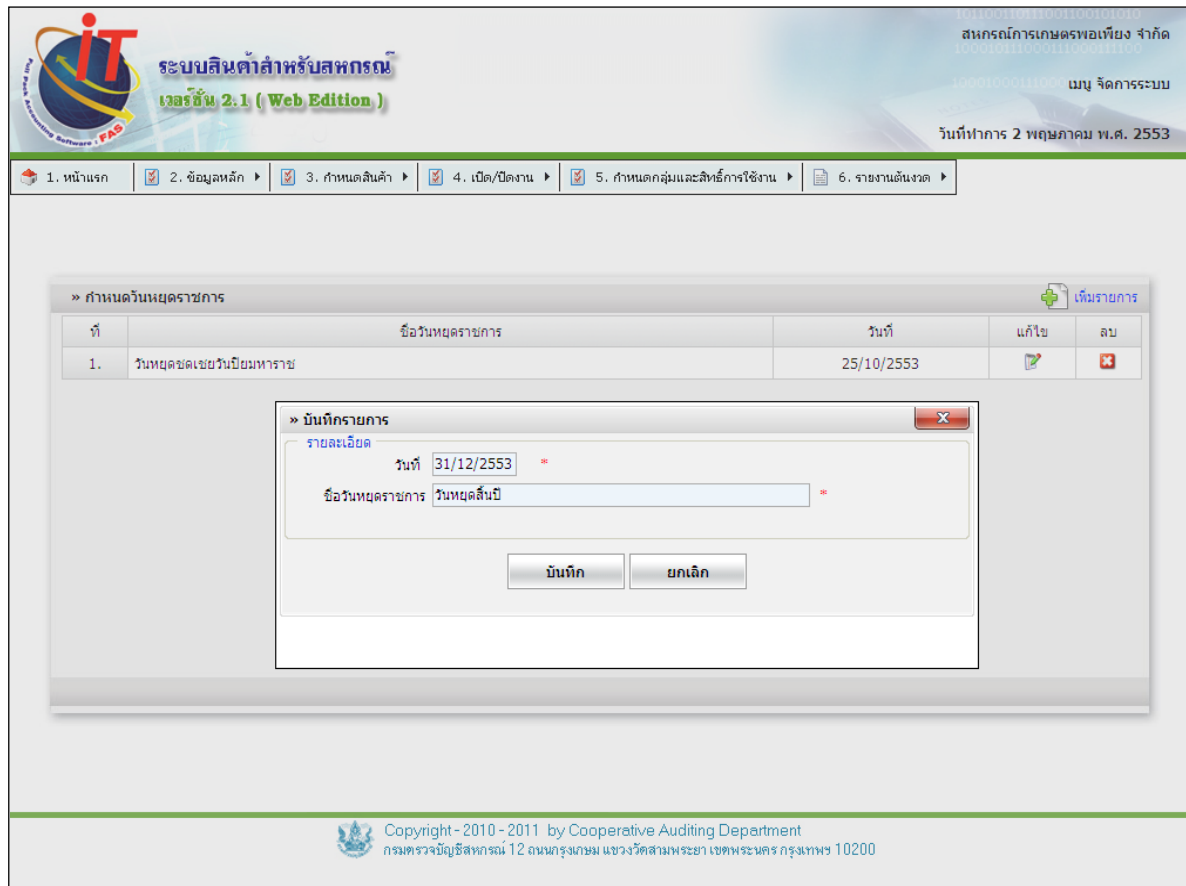 iT
Full Pack Accounting Software : FAS
ระบบสินค้าสำหรับสหกรณ์
เวอร์ชั่น 2.1 ( Web Edition )
สหกรณ์การเกษตรพอเพียง จำกัด
เมนู จัดการระบบ
วันที่ทำการ 2 พฤษภาคม พ.ศ. 2553
1. หน้าแรก 2. ข้อมูลหลัก 3. กำหนดสินค้า 4. เปิด/ปิดงาน 5. กำหนดกลุ่มและสิทธิ์การใช้งาน 6. รายงานต้นงวด
» กำหนดวันหยุดราชการ เพิ่มรายการ
ที่ ชื่อวันหยุดราชการ วันที่ แก้ไข ลบ
1. วันหยุดชดเชยวันปิยมหาราช 25/10/2553
» บันทึกรายการ
รายละเอียด
วันที่ 31/12/2553 *
ชื่อวันหยุดราชการ วันหยุดสิ้นปี *
บันทึก ยกเลิก
Copyright - 2010 - 2011 by Cooperative Auditing Department
กรมตรวจบัญชีสหกรณ์ 12 ถนนกรุงเกษม แขวงวัดสามพระยา เขตพระนคร กรุงเทพฯ 10200